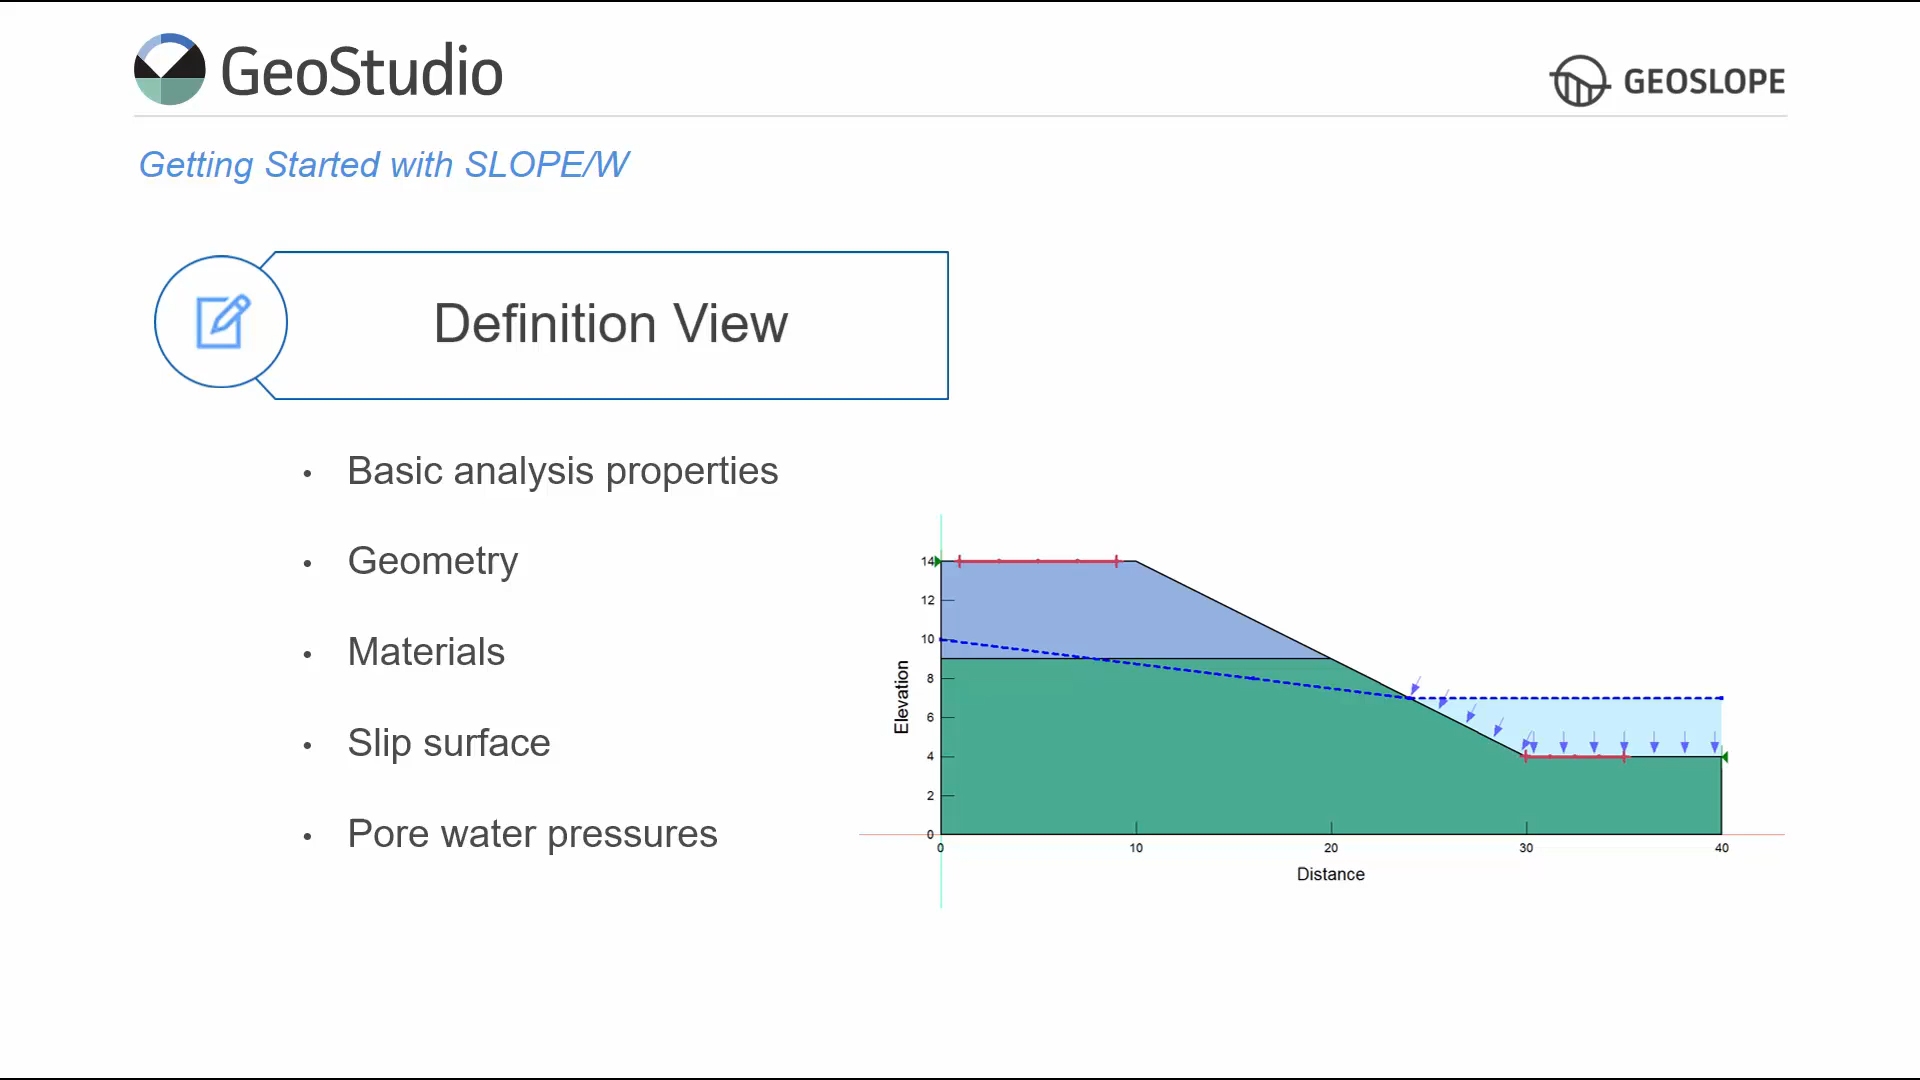 GeoStudio
GEOSLOPE
Getting Started with SLOPE/W
Definition View
• Basic analysis properties
• Geometry
• Materials
• Slip surface
• Pore water pressures
14
12
10
8
6
4
2
0
Elevation
0 10 20 30 40
Distance